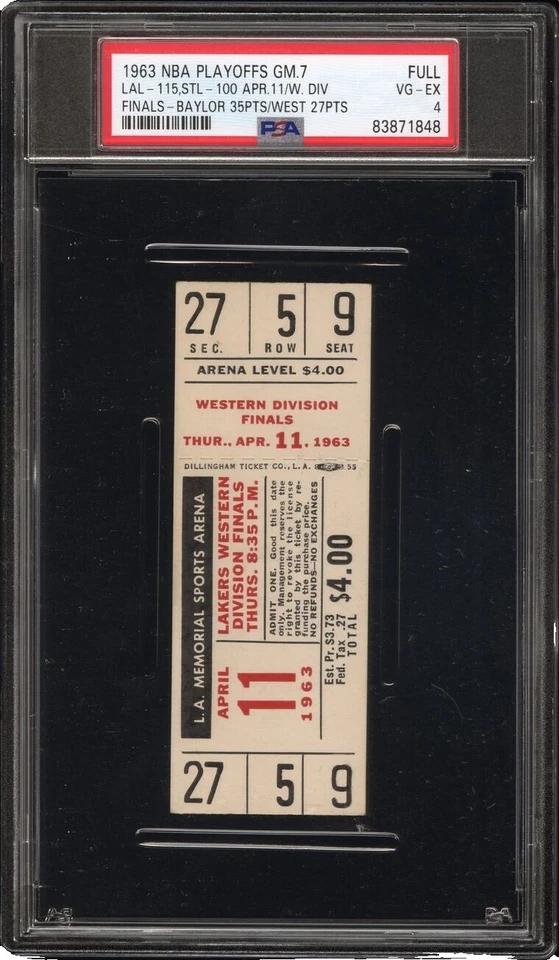 1963 NBA PLAYOFFS GM.7 FULL
LAL-115,STL-100 APR.11/W. DIV VG-EX
FINALS-BAYLOR 35PTS/WEST 27PTS 4
PSA 83871848
27 5 9
SEC. ROW SEAT
ARENA LEVEL $4.00
WESTERN DIVISION
FINALS
THUR., APR. 11, 1963
DILLINGHAM TICKET CO., L. A. 55
L.A. MEMORIAL SPORTS ARENA
APRIL
11
1963
LAKERS WESTERN
DIVISION FINALS
THURS. 8:35 P.M.
ADMIT ONE. Good this date
only. Management reserves the
right to revoke the license
granted by this ticket by re-
funding the purchase price.
NO REFUNDS—NO EXCHANGES
Est. Pr. $3.73
Fed. Tax .27
TOTAL $4.00
27 5 9